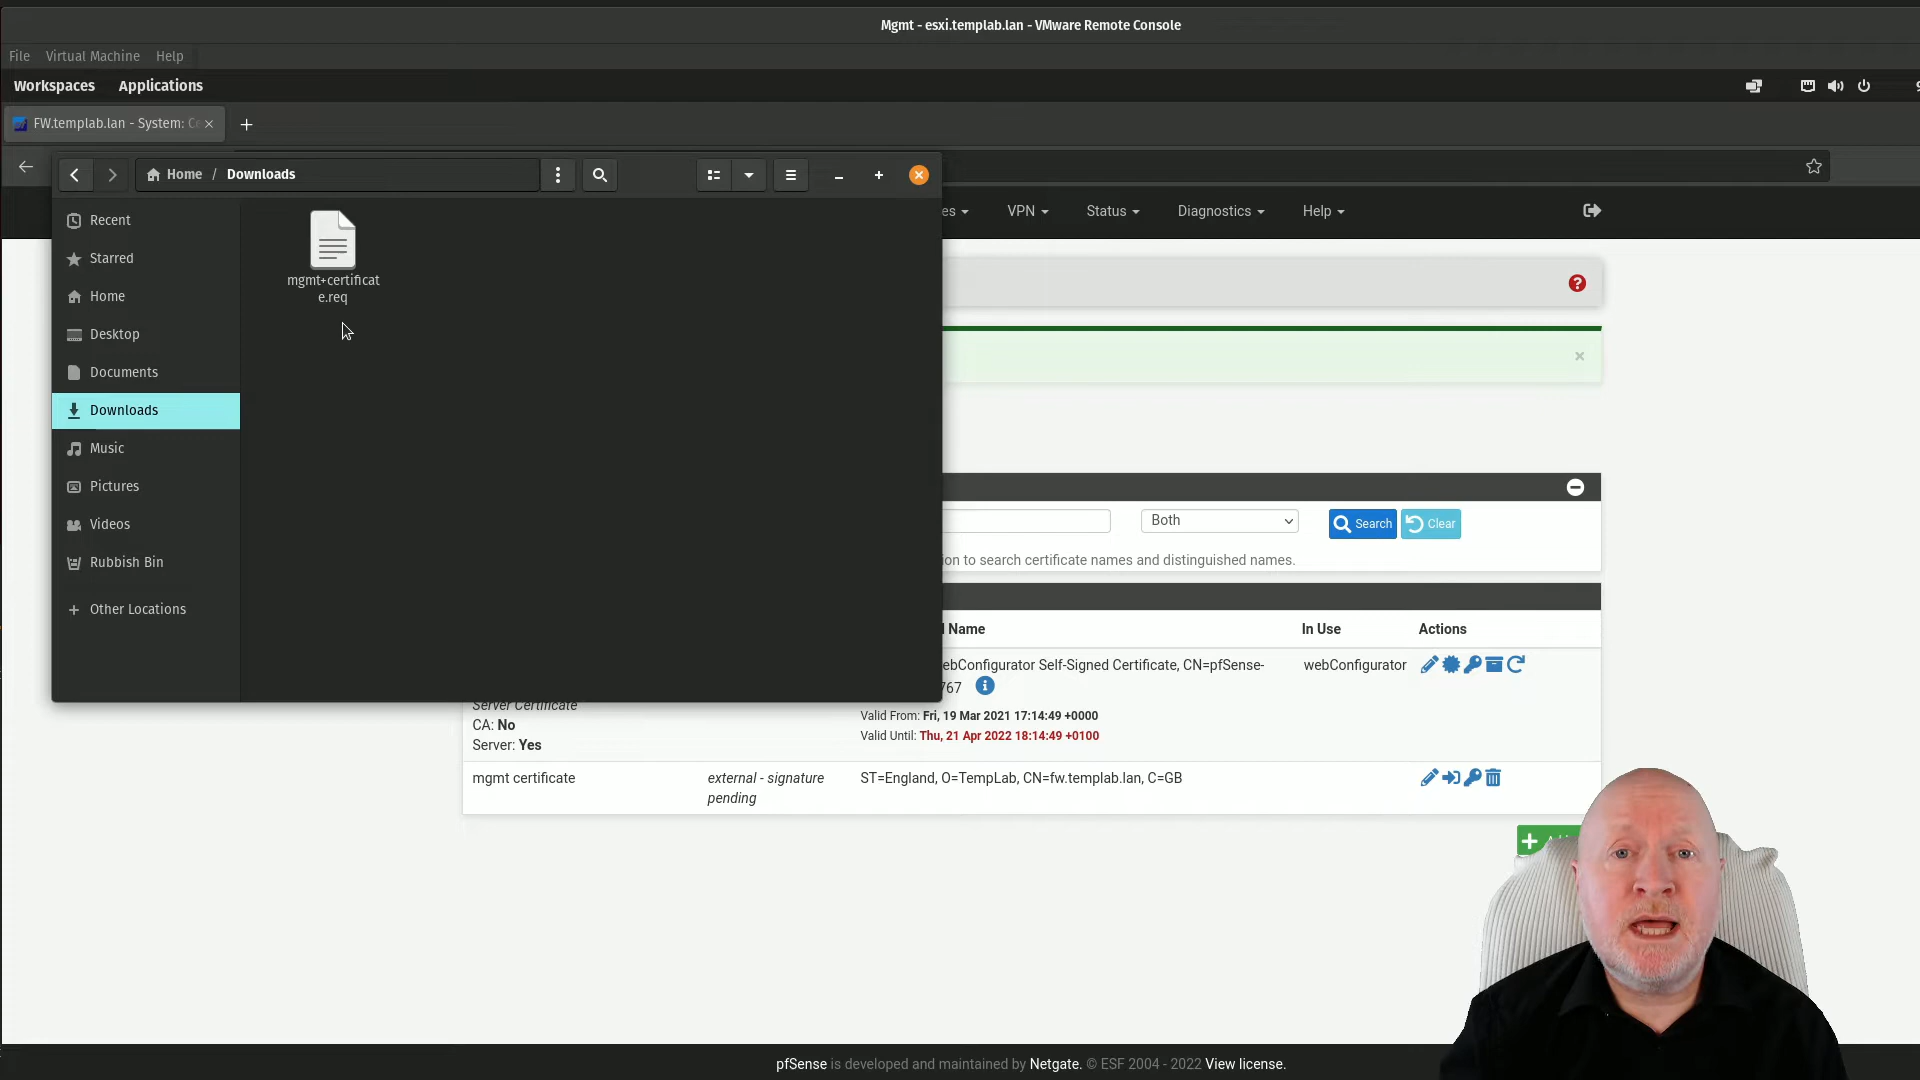 Mgmt - esxi.templab.lan - VMware Remote Console
File Virtual Machine Help
Workspaces Applications
FW.templab.lan - System: Ce
Home / Downloads
es VPN Status Diagnostics Help
Recent
Starred
Home
Desktop
Documents
Downloads
Music
Pictures
Videos
Rubbish Bin
Other Locations
mgmt+certificat
e.req
Both Search Clear
ion to search certificate names and distinguished names.
Name In Use Actions
ebConfigurator Self-Signed Certificate, CN=pfSense- webConfigurator
767
Server Certificate
CA: No
Server: Yes
Valid From: Fri, 19 Mar 2021 17:14:49 +0000
Valid Until: Thu, 21 Apr 2022 18:14:49 +0100
mgmt certificate external - signature ST=England, O=TempLab, CN=fw.templab.lan, C=GB
pending
pfSense is developed and maintained by Netgate. © ESF 2004 - 2022 View license.